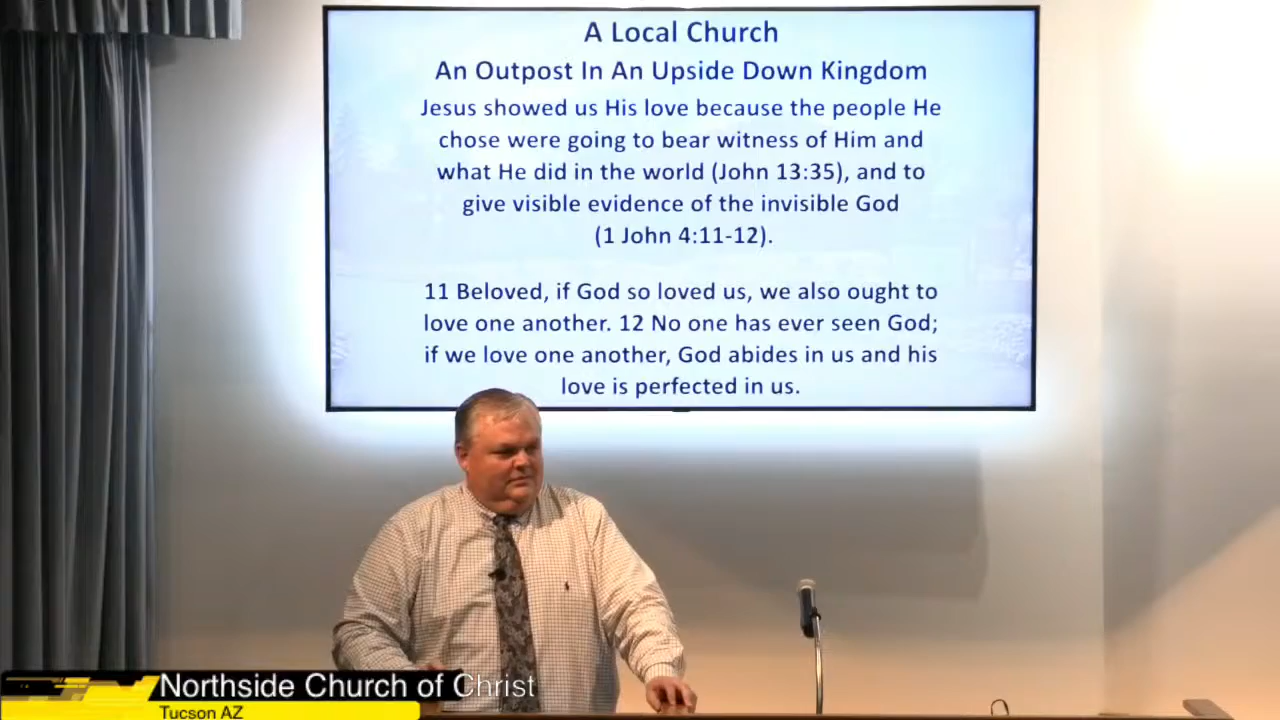 A Local Church
An Outpost In An Upside Down Kingdom
Jesus showed us His love because the people He
chose were going to bear witness of Him and
what He did in the world (John 13:35), and to
give visible evidence of the invisible God
(1 John 4:11-12).
11 Beloved, if God so loved us, we also ought to
love one another. 12 No one has ever seen God;
if we love one another, God abides in us and his
love is perfected in us.
Northside Church of Christ
Tucson AZ